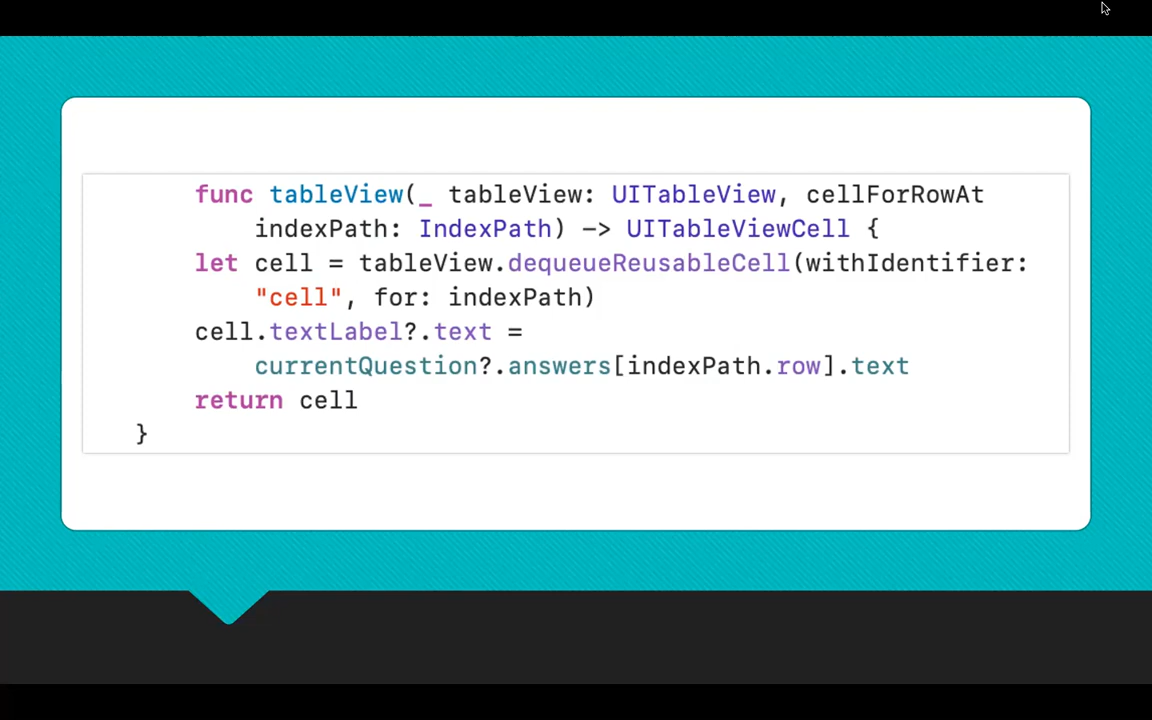 func tableView(_ tableView: UITableView, cellForRowAt
indexPath: IndexPath) -> UITableViewCell {
let cell = tableView.dequeueReusableCell(withIdentifier:
"cell", for: indexPath)
cell.textLabel?.text =
currentQuestion?.answers[indexPath.row].text
return cell
}